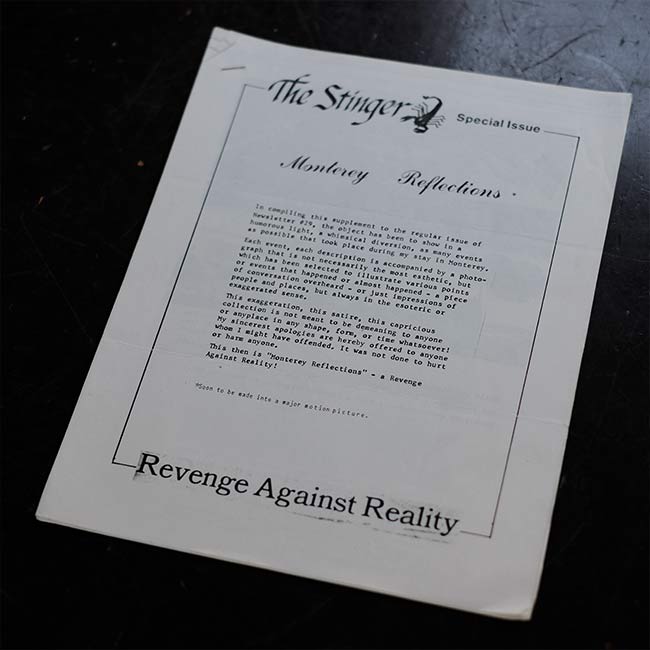 The Stinger
Special Issue
Monterey Reflections *
In compiling this supplement to the regular issue of
Newsletter #29, the object has been to show in a
humorous light, a whimsical diversion, as many events
as possible that took place during my stay in Monterey.
Each event, each description is accompanied by a photo-
graph that is not necessarily the most esthetic, but
which has been selected to illustrate various points
or events that happened or almost happened - a piece
of conversation overheard - or just impressions of
people and places, but always in the esoteric or
exaggerated sense.
This exaggeration, this satire, this capricious
collection is not meant to be demeaning to anyone
or anyplace in any shape, form, or time whatsoever!
My sincerest apologies are hereby offered to anyone
whom I might have offended. It was not done to hurt
or harm anyone.
This then is "Monterey Reflections" - a Revenge
Against Reality!
*Soon to be made into a major motion picture.
Revenge Against Reality